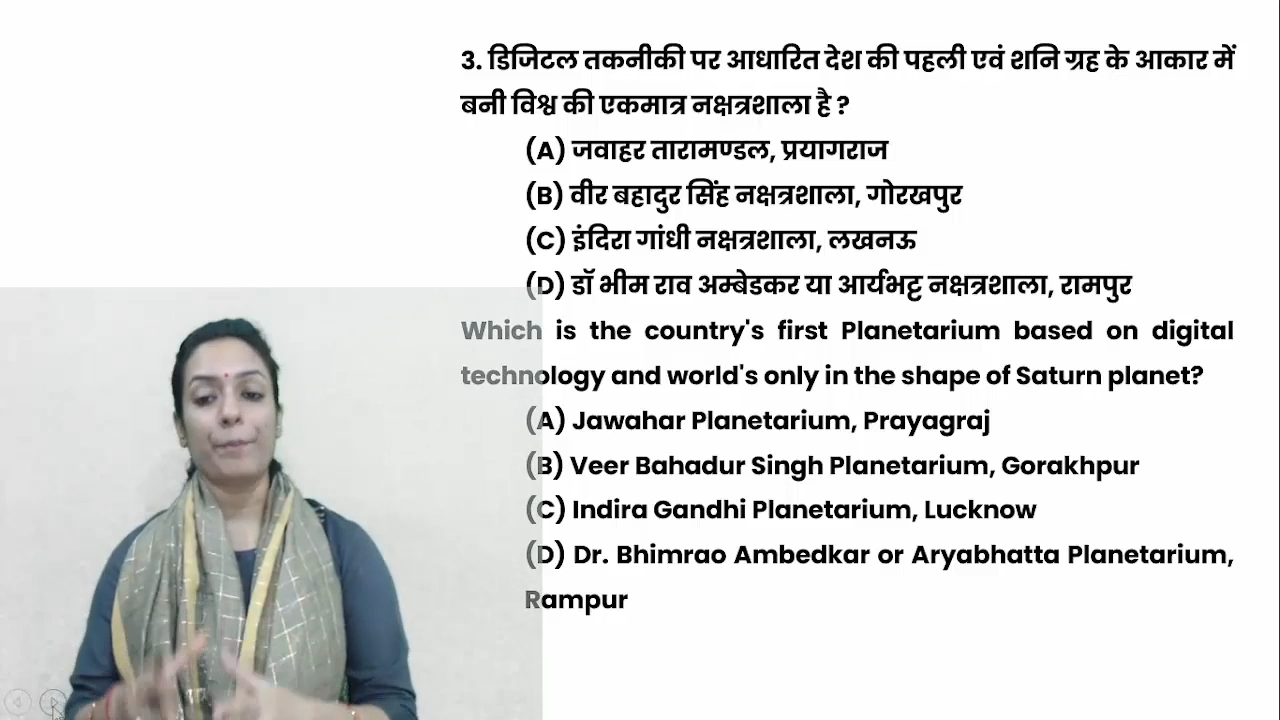 3. डिजिटल तकनीकी पर आधारित देश की पहली एवं शनि ग्रह के आकार में
बनी विश्व की एकमात्र नक्षत्रशाला है ?
(A) जवाहर तारामण्डल, प्रयागराज
(B) वीर बहादुर सिंह नक्षत्रशाला, गोरखपुर
(C) इंदिरा गांधी नक्षत्रशाला, लखनऊ
(D) डॉ भीम राव अम्बेडकर या आर्यभट्ट नक्षत्रशाला, रामपुर
Which is the country's first Planetarium based on digital
technology and world's only in the shape of Saturn planet?
(A) Jawahar Planetarium, Prayagraj
(B) Veer Bahadur Singh Planetarium, Gorakhpur
(C) Indira Gandhi Planetarium, Lucknow
(D) Dr. Bhimrao Ambedkar or Aryabhatta Planetarium,
Rampur